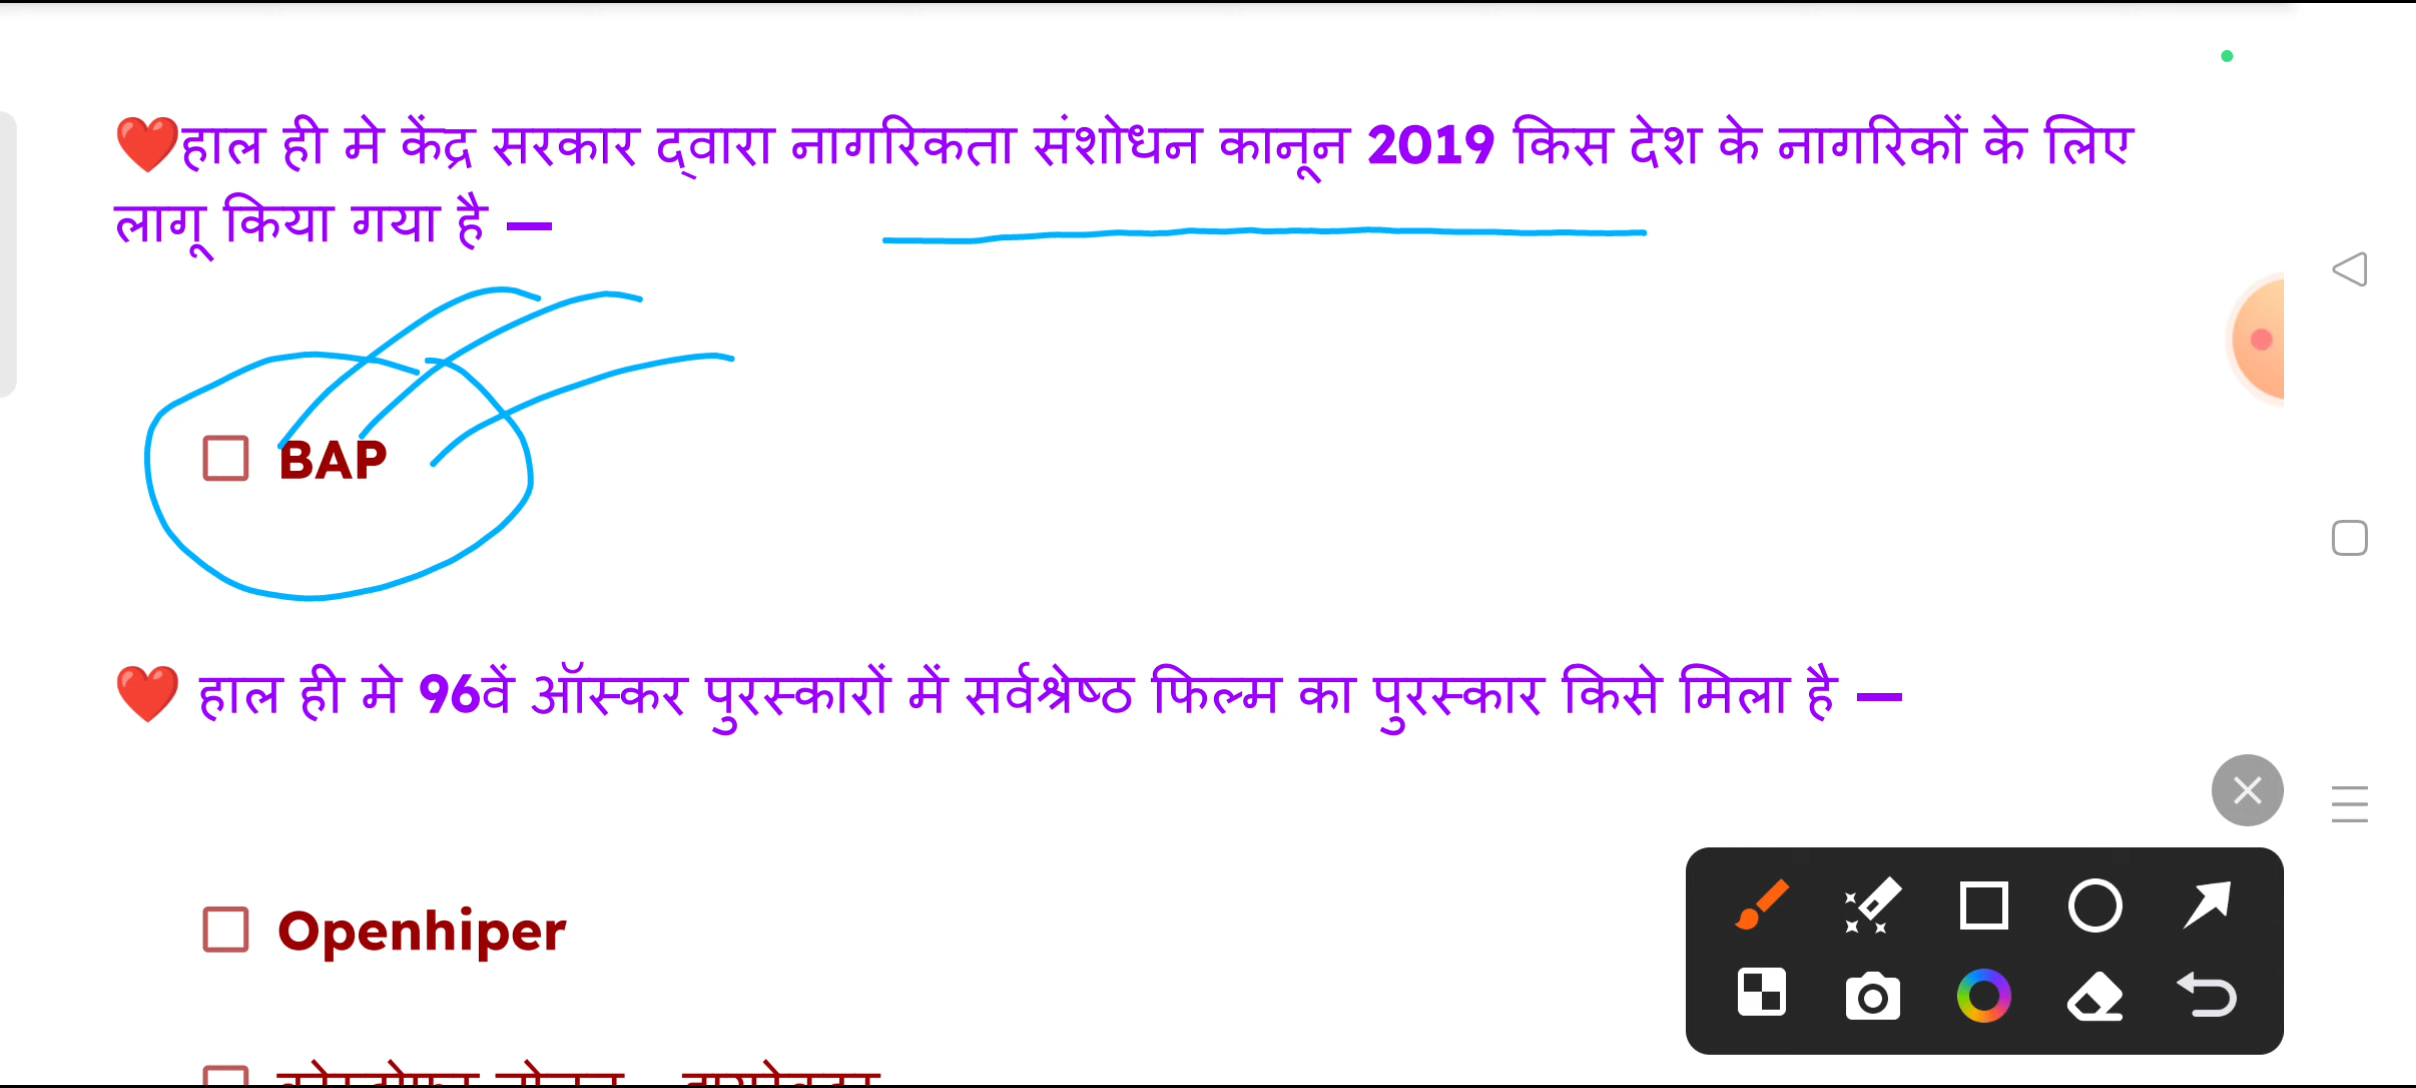 ❤️हाल ही मे केंद्र सरकार द्वारा नागरिकता संशोधन कानून 2019 किस देश के नागरिकों के लिए
लागू किया गया है —
BAP
❤️ हाल ही मे 96वें ऑस्कर पुरस्कारों में सर्वश्रेष्ठ फिल्म का पुरस्कार किसे मिला है —
Openhiper